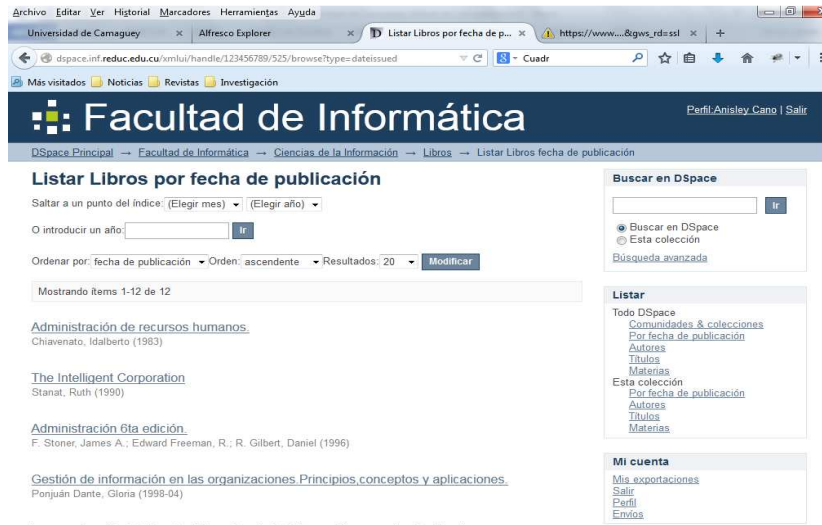 Archivo Editar Ver Historial Marcadores Herramientas Ayuda
Universidad de Camaguey × Alfresco Explorer × Listar Libros por fecha de p... × https://www....&gws_rd=ssl × +
dspace.inf.reduc.edu.cu/xmlui/handle/123456789/525/browse?type=dateissued
8 Cuadr
Más visitados Noticias Revistas Investigación
Facultad de Informática
Perfil:Anisley Cano | Salir
DSpace Principal → Facultad de Informática → Ciencias de la Información → Libros → Listar Libros fecha de publicación
Listar Libros por fecha de publicación
Saltar a un punto del índice: (Elegir mes) (Elegir año)
O introducir un año: Ir
Ordenar por: fecha de publicación Orden: ascendente Resultados: 20 Modificar
Mostrando ítems 1-12 de 12
Administración de recursos humanos.
Chiavenato, Idalberto (1983)
The Intelligent Corporation
Stanat, Ruth (1990)
Administración 6ta edición.
F. Stoner, James A.; Edward Freeman, R.; R. Gilbert, Daniel (1996)
Gestión de información en las organizaciones.Principios,conceptos y aplicaciones.
Ponjuán Dante, Gloria (1998-04)
Buscar en DSpace
Ir
Buscar en DSpace
Esta colección
Búsqueda avanzada
Listar
Todo DSpace
Comunidades & colecciones
Por fecha de publicación
Autores
Títulos
Materias
Esta colección
Por fecha de publicación
Autores
Títulos
Materias
Mi cuenta
Mis exportaciones
Salir
Perfil
Envíos